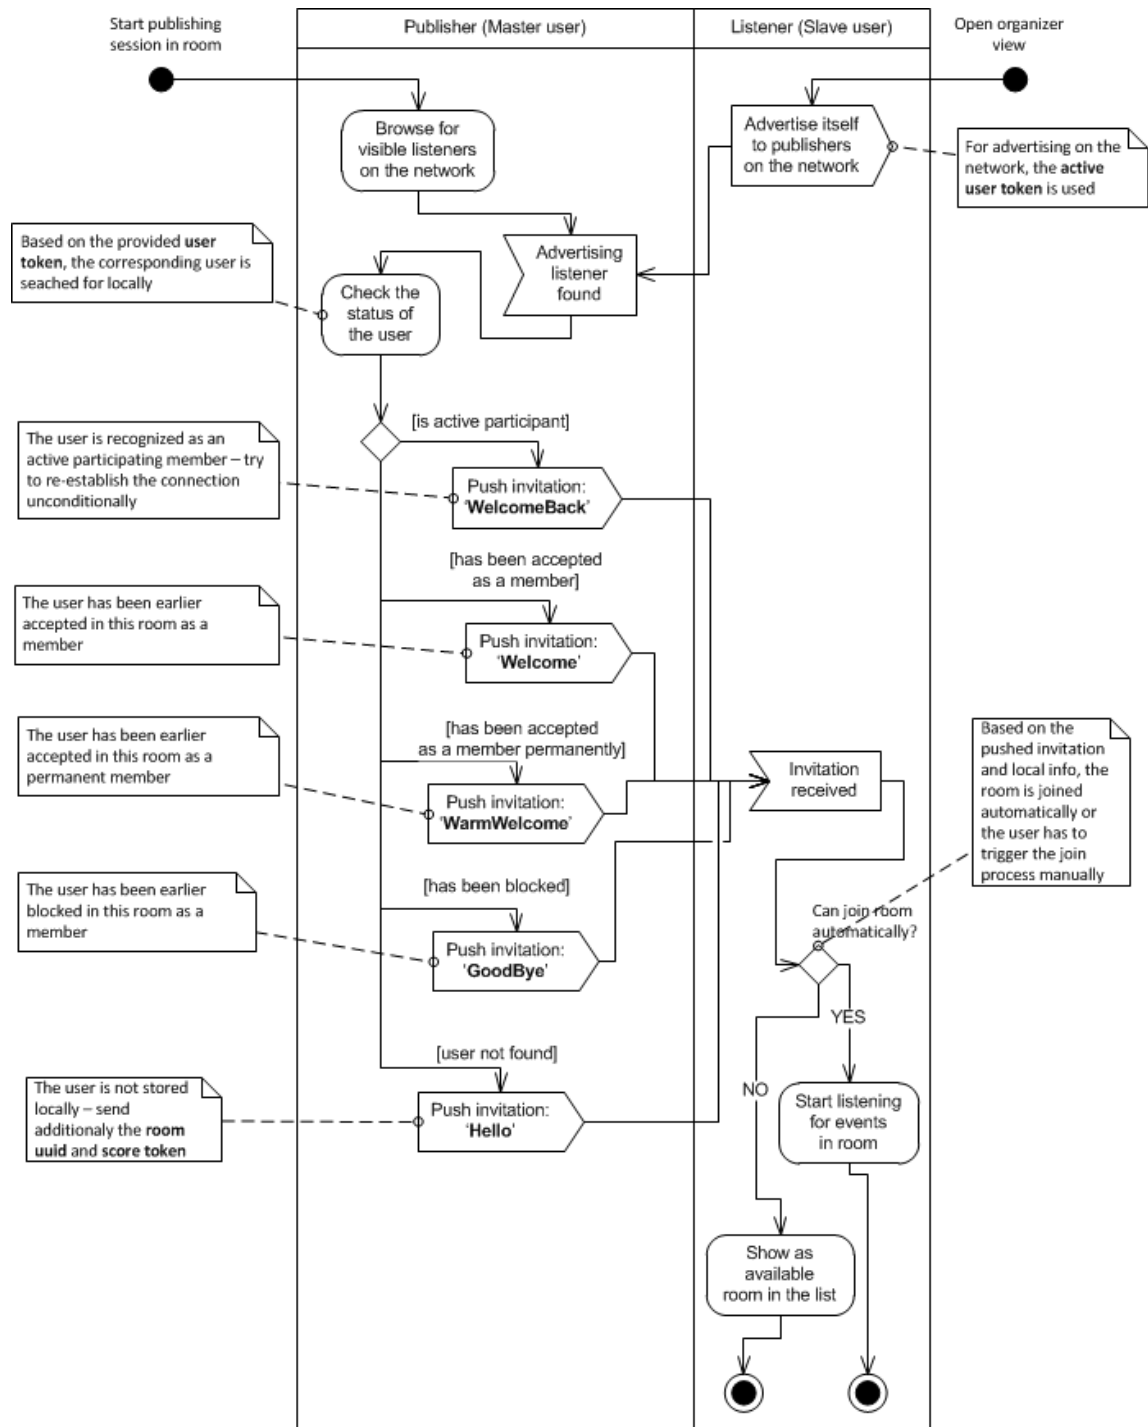 Start publishing
session in room
Publisher (Master user)
Listener (Slave user)
Open organizer
view
Browse for
visible listeners
on the network
Advertise itself
to publishers
on the network
For advertising on the
network, the active
user token is used
Based on the provided user
token, the corresponding user is
seached for locally
Advertising
listener
found
Check the
status of
the user
[is active participant]
The user is recognized as an
active participating member – try
to re-establish the connection
unconditionally
Push invitation:
‘WelcomeBack’
[has been accepted
as a member]
The user has been earlier
accepted in this room as a
member
Push invitation:
‘Welcome’
[has been accepted
as a member permanently]
The user has been earlier
accepted in this room as a
permanent member
Push invitation:
‘WarmWelcome’
Invitation
received
Based on the
pushed invitation
and local info, the
room is joined
automatically or
the user has to
trigger the join
process manually
The user has been earlier
blocked in this room as a
member
[has been blocked]
Push invitation:
‘GoodBye’
Can join room
automatically?
YES
NO
[user not found]
The user is not stored
locally – send
additionaly the room
uuid and score token
Push invitation:
‘Hello’
Start listening
for events
in room
Show as
available
room in the list